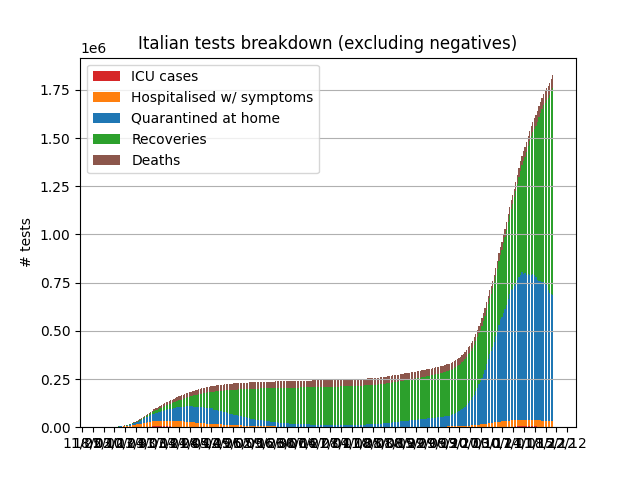 Italian tests breakdown (excluding negatives)
1e6
ICU cases
Hospitalised w/ symptoms
Quarantined at home
Recoveries
Deaths
1.75
1.50
1.25
1.00
0.75
0.50
0.25
0.00
# tests